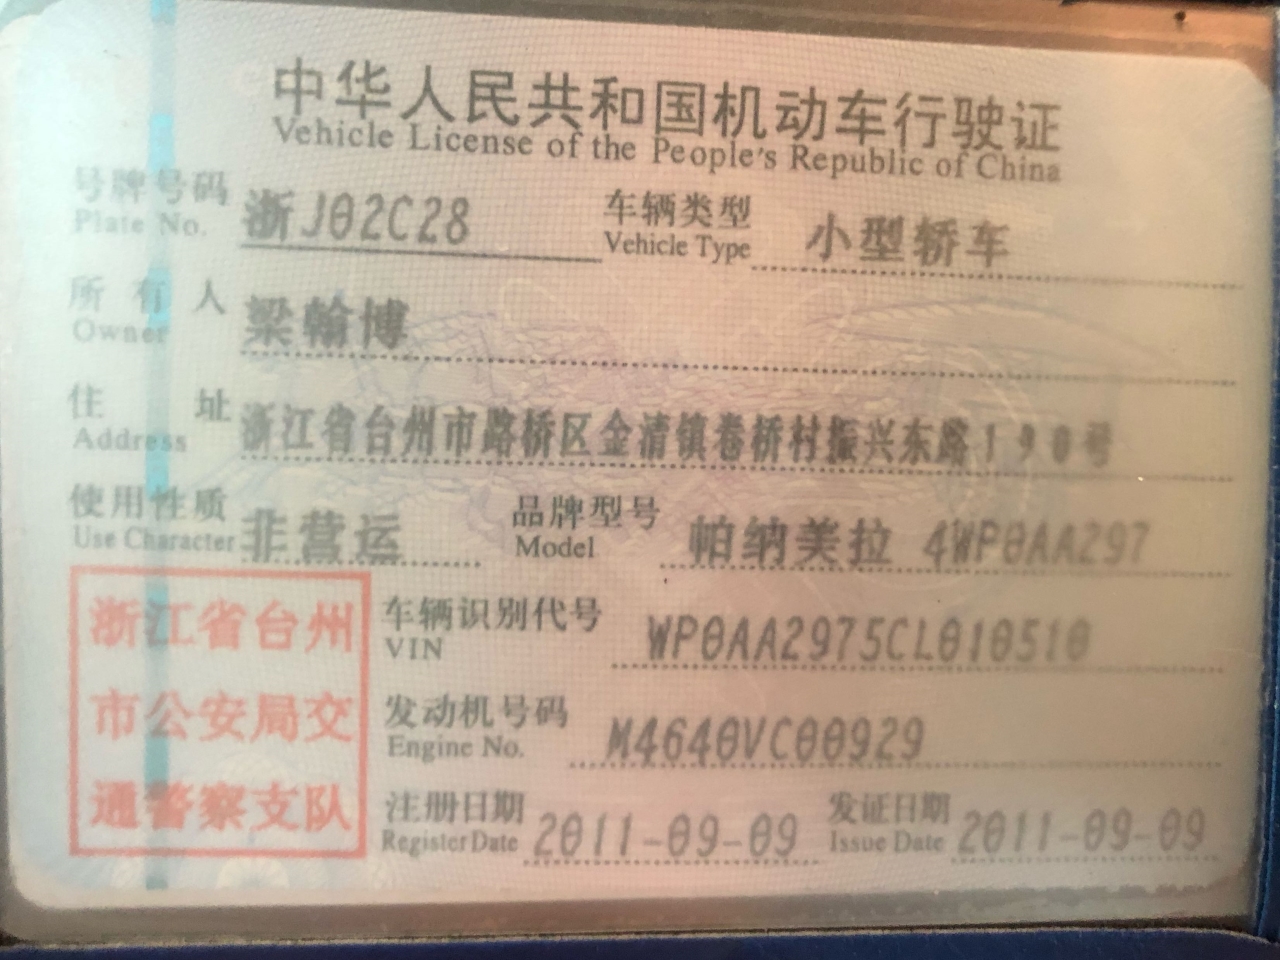 中华人民共和国机动车行驶证
Vehicle License of the People's Republic of China
号牌号码 浙J02C28 车辆类型 小型轿车
Plate No. Vehicle Type
所有人 梁翰博
Owner
住址 浙江省台州市路桥区金清镇卷桥村振兴东路190号
Address
使用性质 非营运 品牌型号 帕纳美拉 4WP0AA297
Use Character Model
浙江省台州
市公安局交
通警察支队
车辆识别代号 WP0AA2975CL010510
VIN
发动机号码 M4640VC00929
Engine No.
注册日期 2011-09-09 发证日期 2011-09-09
Register Date Issue Date